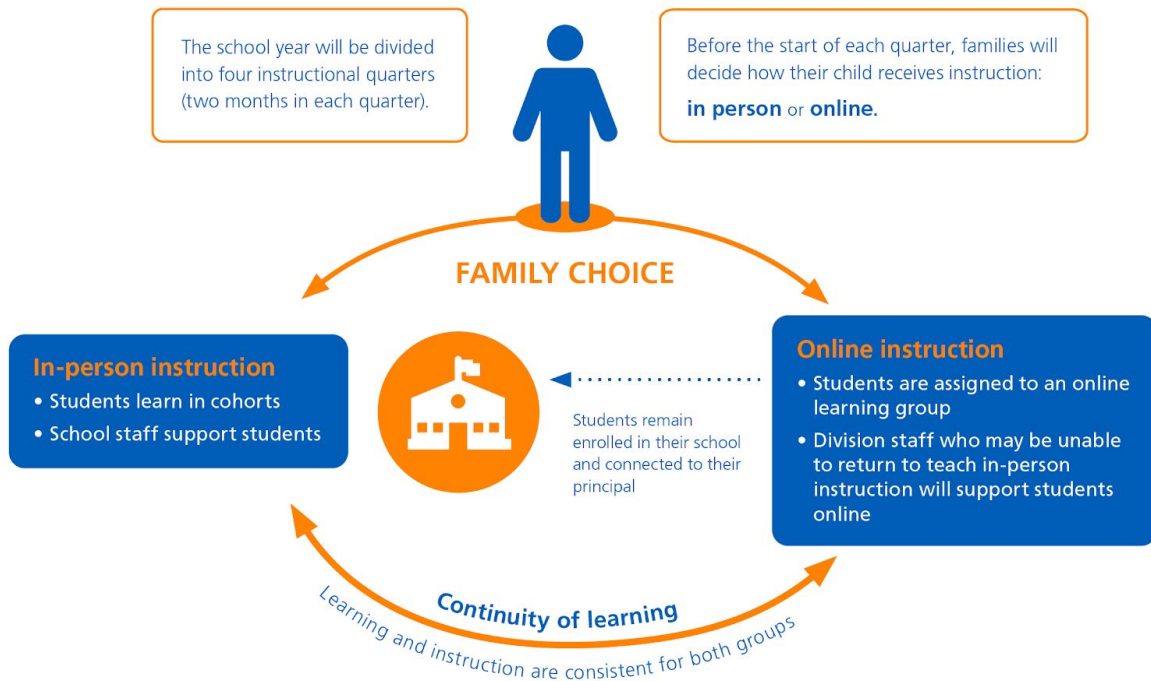 The school year will be divided
into four instructional quarters
(two months in each quarter).
Before the start of each quarter, families will
decide how their child receives instruction:
in person or online.
FAMILY CHOICE
In-person instruction
• Students learn in cohorts
• School staff support students
Students remain
enrolled in their school
and connected to their
principal
Online instruction
• Students are assigned to an online
learning group
• Division staff who may be unable
to return to teach in-person
instruction will support students
online
Continuity of learning
Learning and instruction are consistent for both groups